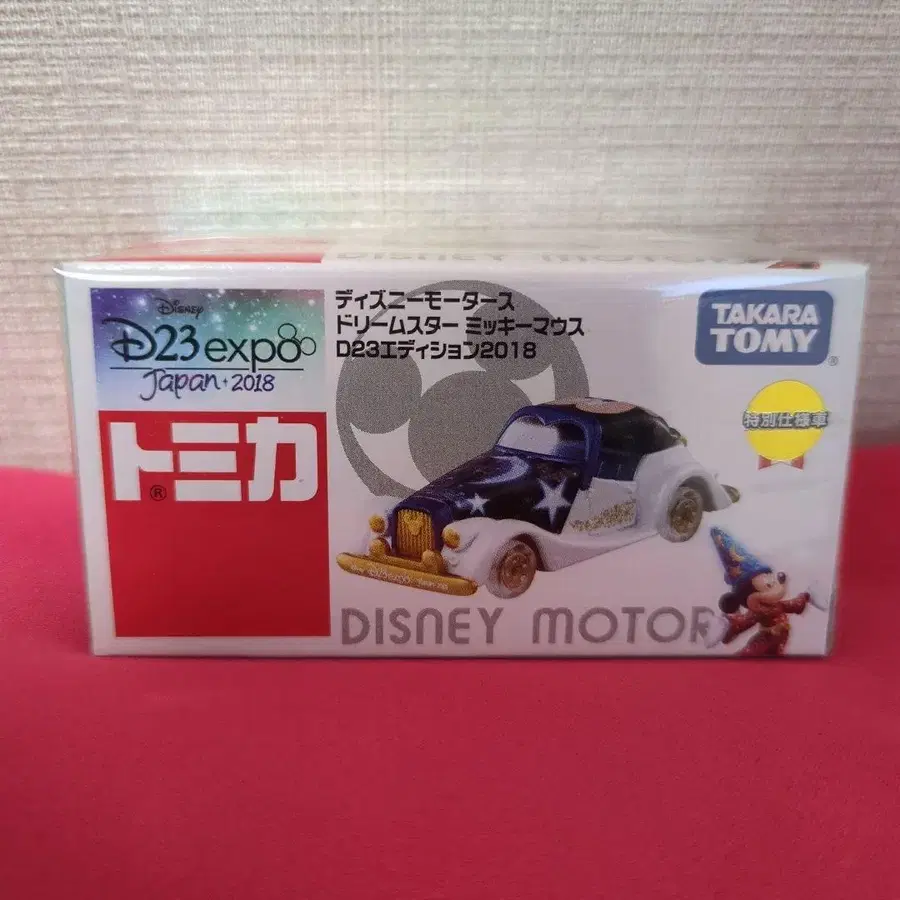 DISNEY MOTORS
Disney
D23 expo
Japan 2018
ディズニーモータース
ドリームスター ミッキーマウス
D23エディション2018
TAKARA
TOMY
®
特別仕様車
トミカ
®
DISNEY MOTOR